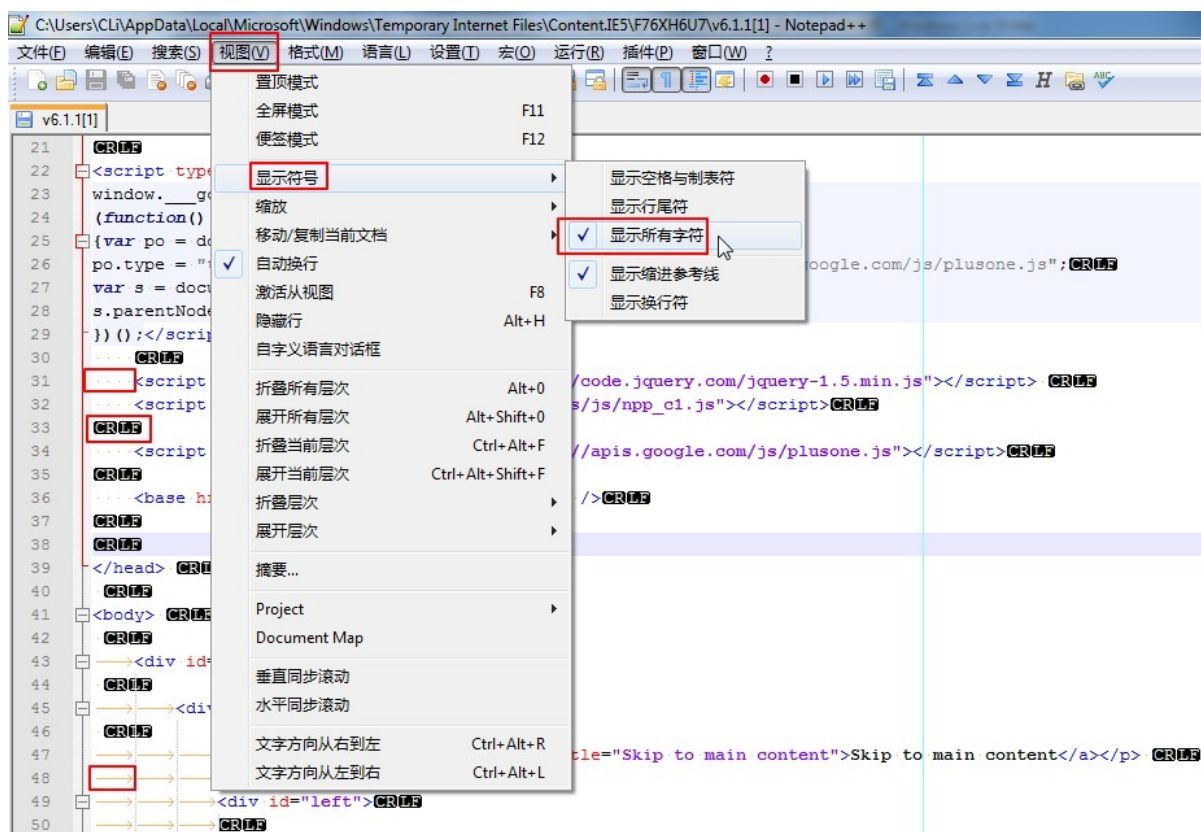 C:\Users\CLi\AppData\Local\Microsoft\Windows\Temporary Internet Files\Content.IE5\F76XH6U7\v6.1.1[1] - Notepad++
文件(F) 编辑(E) 搜索(S) 视图(V) 格式(M) 语言(L) 设置(T) 宏(O) 运行(R) 插件(P) 窗口(W) ?
v6.1.1[1]
置顶模式
全屏模式 F11
便签模式 F12
显示符号
缩放
移动/复制当前文档
自动换行
激活从视图 F8
隐藏行 Alt+H
自字义语言对话框
折叠所有层次 Alt+0
展开所有层次 Alt+Shift+0
折叠当前层次 Ctrl+Alt+F
展开当前层次 Ctrl+Alt+Shift+F
折叠层次
展开层次
摘要...
Project
Document Map
垂直同步滚动
水平同步滚动
文字方向从右到左 Ctrl+Alt+R
文字方向从左到右 Ctrl+Alt+L
显示空格与制表符
显示行尾符
显示所有字符
显示缩进参考线
显示换行符
21 CRLF
22 <script type
23 window.___g
24 (function()
25 {var po = do
26 po.type = "t oogle.com/js/plusone.js";CRLF
27 var s = docu
28 s.parentNode
29 })();</scrip
30 CRLF
31 <script /code.jquery.com/jquery-1.5.min.js"></script> CRLF
32 <script s/js/npp_c1.js"></script>CRLF
33 CRLF
34 <script //apis.google.com/js/plusone.js"></script>CRLF
35 CRLF
36 <base h />CRLF
37 CRLF
38 CRLF
39 </head> CRL
40 CRLF
41 <body> CRLF
42 CRLF
43 <div id=
44 CRLF
45 <div
46 CRLF
47 tle="Skip to main content">Skip to main content</a></p> CRLF
48
49 <div id="left">CRLF
50 CRLF